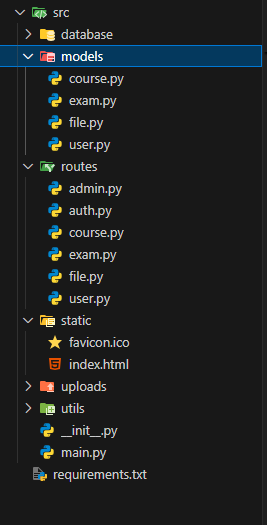 src
database
models
course.py
exam.py
file.py
user.py
routes
admin.py
auth.py
course.py
exam.py
file.py
user.py
static
favicon.ico
index.html
uploads
utils
__init__.py
main.py
requirements.txt